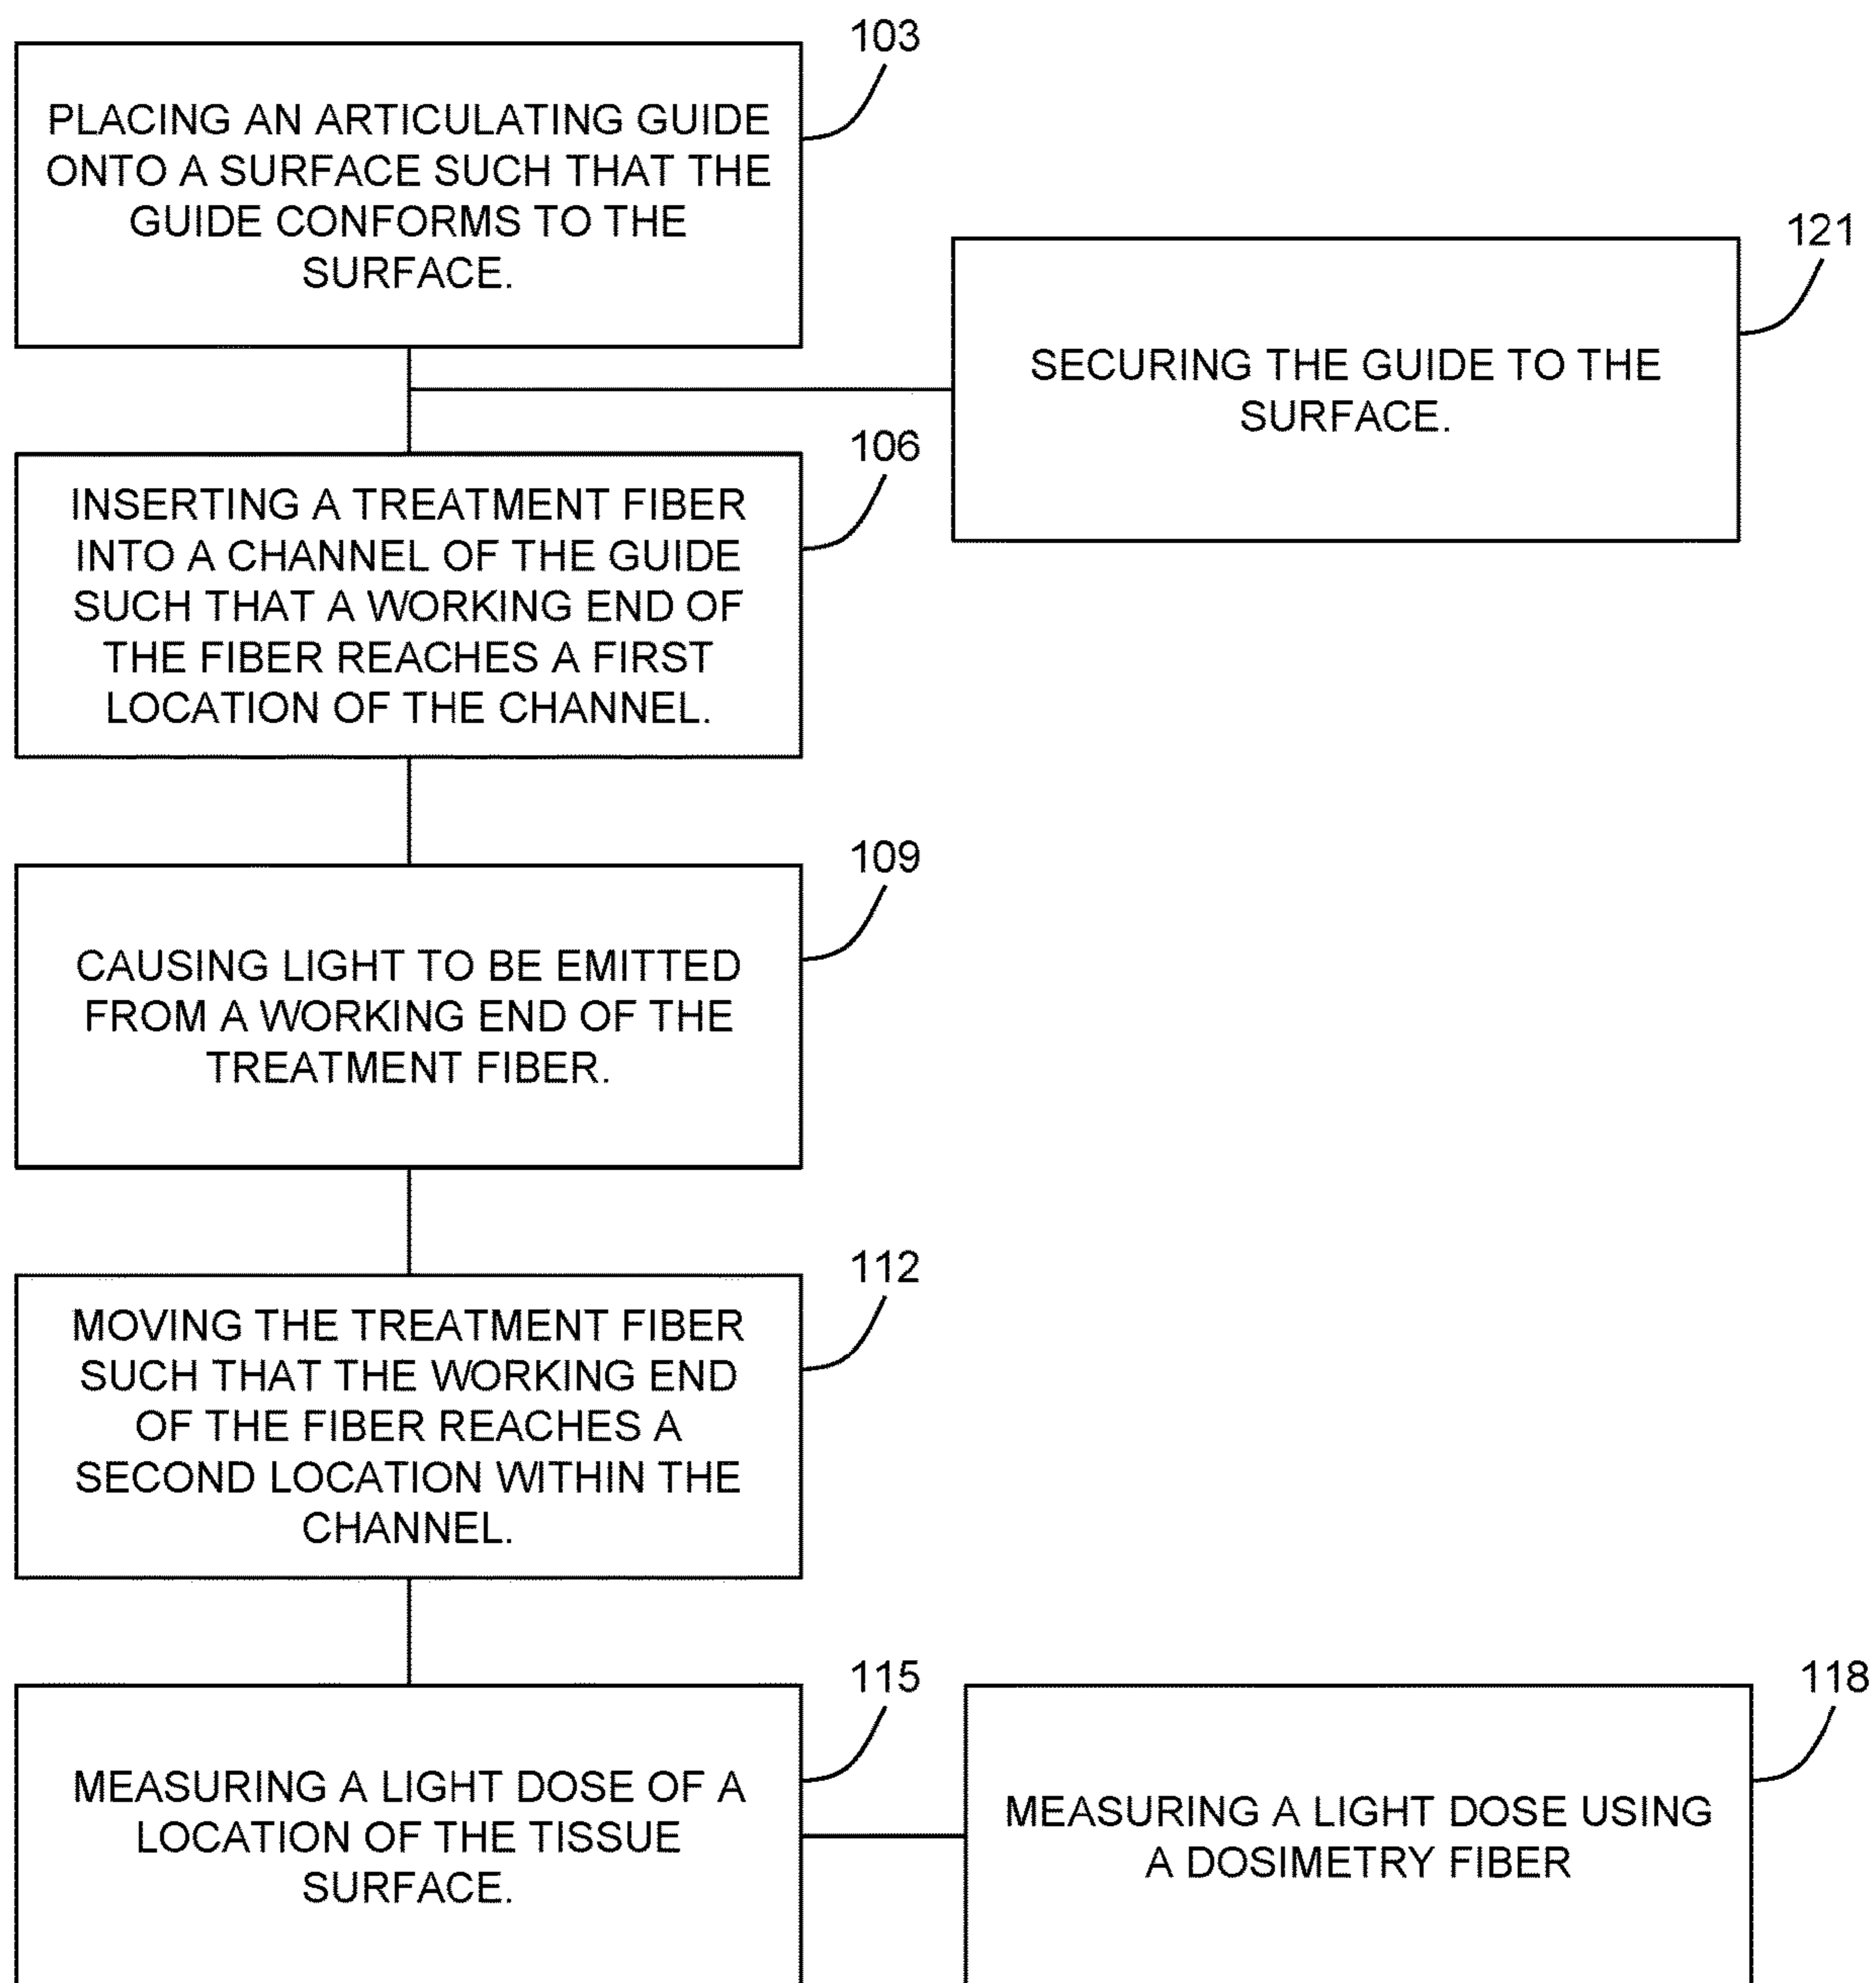 103
PLACING AN ARTICULATING GUIDE
ONTO A SURFACE SUCH THAT THE
GUIDE CONFORMS TO THE
SURFACE.
121
SECURING THE GUIDE TO THE
SURFACE.
106
INSERTING A TREATMENT FIBER
INTO A CHANNEL OF THE GUIDE
SUCH THAT A WORKING END OF
THE FIBER REACHES A FIRST
LOCATION OF THE CHANNEL.
109
CAUSING LIGHT TO BE EMITTED
FROM A WORKING END OF THE
TREATMENT FIBER.
112
MOVING THE TREATMENT FIBER
SUCH THAT THE WORKING END
OF THE FIBER REACHES A
SECOND LOCATION WITHIN THE
CHANNEL.
115
MEASURING A LIGHT DOSE OF A
LOCATION OF THE TISSUE
SURFACE.
118
MEASURING A LIGHT DOSE USING
A DOSIMETRY FIBER